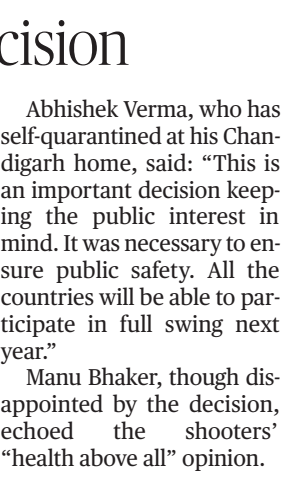 cision
Abhishek Verma, who has
self-quarantined at his Chan-
digarh home, said: “This is
an important decision keep-
ing the public interest in
mind. It was necessary to en-
sure public safety. All the
countries will be able to par-
ticipate in full swing next
year.”
Manu Bhaker, though dis-
appointed by the decision,
echoed the shooters’
“health above all” opinion.